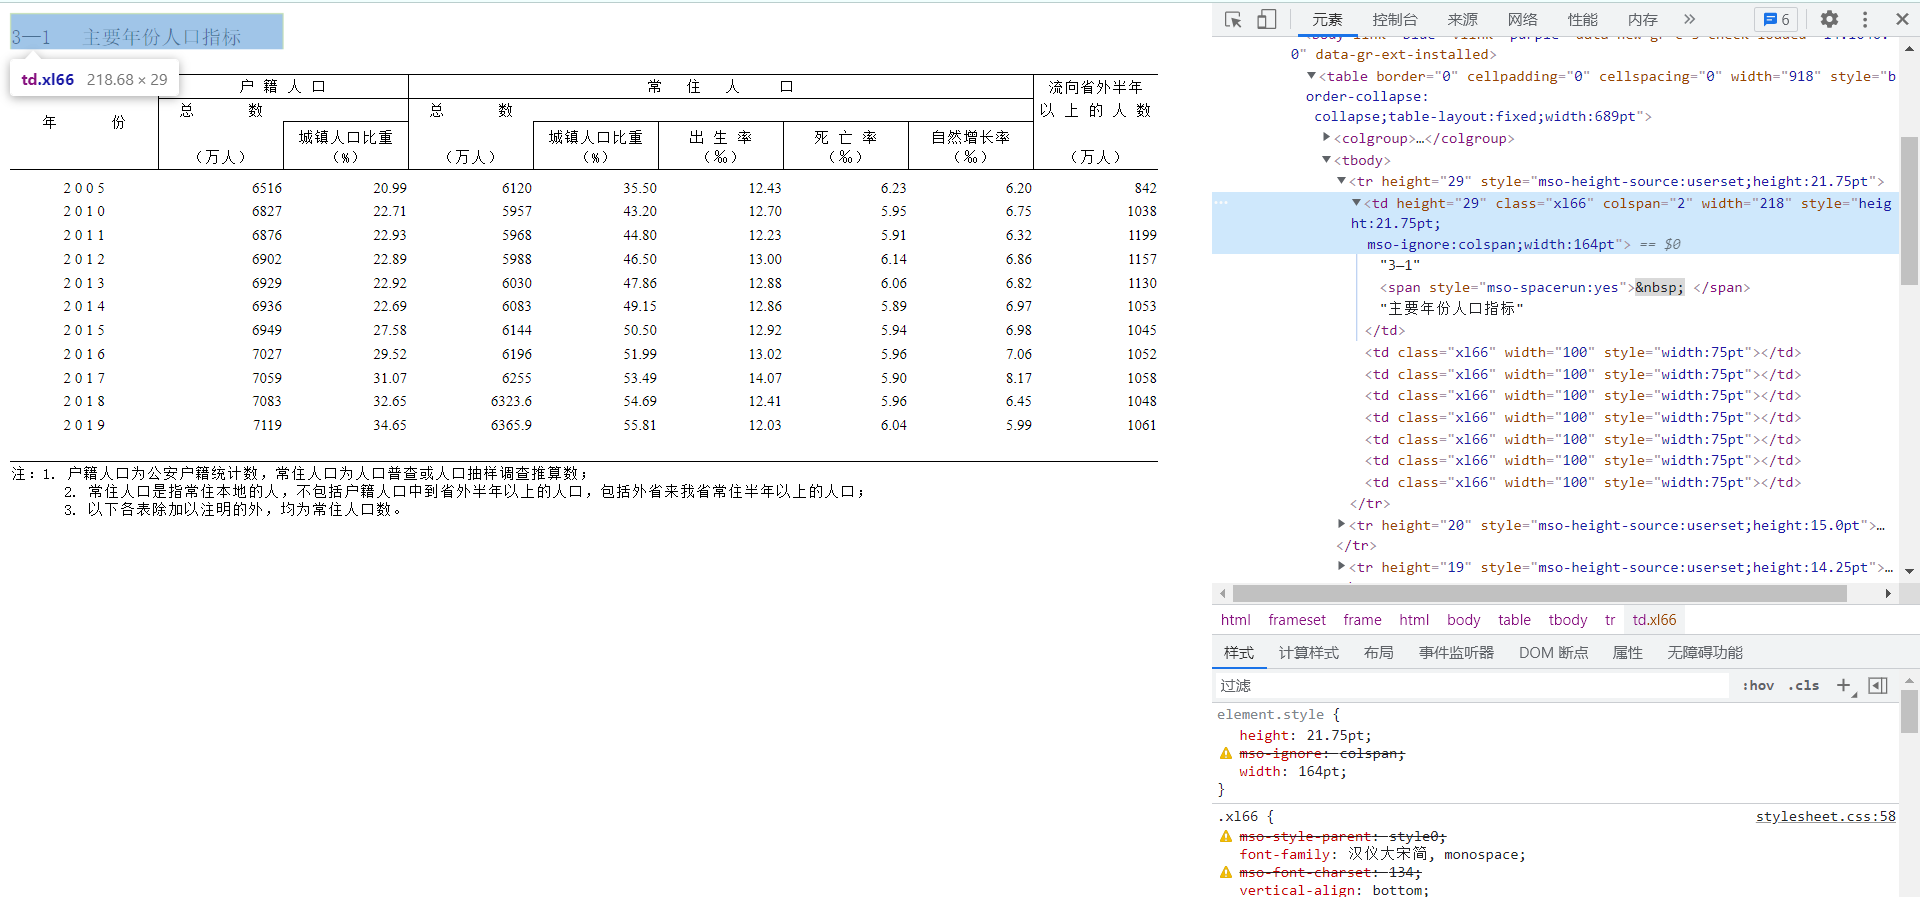 3—1 主要年份人口指标
td.xl66 218.68 × 29
年 份
户 籍 人 口
常 住 人 口
流向省外半年
以 上 的 人 数
(万人)
总 数
(万人)
城镇人口比重
(%)
总 数
(万人)
城镇人口比重
(%)
出 生 率
(‰)
死 亡 率
(‰)
自然增长率
(‰)
2005 6516 20.99 6120 35.50 12.43 6.23 6.20 842
2010 6827 22.71 5957 43.20 12.70 5.95 6.75 1038
2011 6876 22.93 5968 44.80 12.23 5.91 6.32 1199
2012 6902 22.89 5988 46.50 13.00 6.14 6.86 1157
2013 6929 22.92 6030 47.86 12.88 6.06 6.82 1130
2014 6936 22.69 6083 49.15 12.86 5.89 6.97 1053
2015 6949 27.58 6144 50.50 12.92 5.94 6.98 1045
2016 7027 29.52 6196 51.99 13.02 5.96 7.06 1052
2017 7059 31.07 6255 53.49 14.07 5.90 8.17 1058
2018 7083 32.65 6323.6 54.69 12.41 5.96 6.45 1048
2019 7119 34.65 6365.9 55.81 12.03 6.04 5.99 1061
注：1. 户籍人口为公安户籍统计数，常住人口为人口普查或人口抽样调查推算数；
2. 常住人口是指常住本地的人，不包括户籍人口中到省外半年以上的人口，包括外省来我省常住半年以上的人口；
3. 以下各表除加以注明的外，均为常住人口数。
元素 控制台 来源 网络 性能 内存 » 6
0" data-gr-ext-installed>
<table border="0" cellpadding="0" cellspacing="0" width="918" style="b
order-collapse:
collapse;table-layout:fixed;width:689pt">
<colgroup>…</colgroup>
<tbody>
<tr height="29" style="mso-height-source:userset;height:21.75pt">
<td height="29" class="xl66" colspan="2" width="218" style="heig
ht:21.75pt;
mso-ignore:colspan;width:164pt"> == $0
"3—1"
<span style="mso-spacerun:yes">&nbsp; </span>
"主要年份人口指标"
</td>
<td class="xl66" width="100" style="width:75pt"></td>
<td class="xl66" width="100" style="width:75pt"></td>
<td class="xl66" width="100" style="width:75pt"></td>
<td class="xl66" width="100" style="width:75pt"></td>
<td class="xl66" width="100" style="width:75pt"></td>
<td class="xl66" width="100" style="width:75pt"></td>
<td class="xl66" width="100" style="width:75pt"></td>
</tr>
<tr height="20" style="mso-height-source:userset;height:15.0pt">…
</tr>
<tr height="19" style="mso-height-source:userset;height:14.25pt">…
html frameset frame html body table tbody tr td.xl66
样式 计算样式 布局 事件监听器 DOM 断点 属性 无障碍功能
过滤 :hov .cls +
element.style {
height: 21.75pt;
mso-ignore: colspan;
width: 164pt;
}
.xl66 { stylesheet.css:58
mso-style-parent: style0;
font-family: 汉仪大宋简, monospace;
mso-font-charset: 134;
vertical-align: bottom;